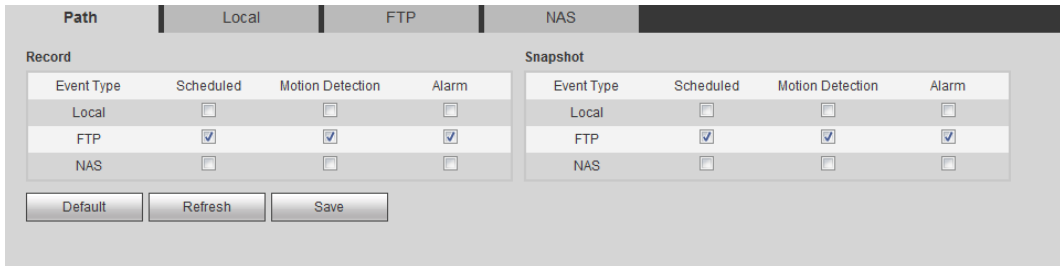 Path Local FTP NAS
Record Snapshot
Event Type Scheduled Motion Detection Alarm Event Type Scheduled Motion Detection Alarm
Local Local
FTP FTP
NAS NAS
Default Refresh Save